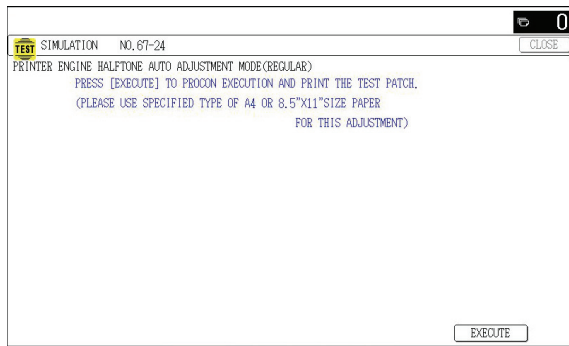 0
TEST SIMULATION NO.67-24 CLOSE
PRINTER ENGINE HALFTONE AUTO ADJUSTMENT MODE(REGULAR)
PRESS [EXECUTE] TO PROCON EXECUTION AND PRINT THE TEST PATCH.
(PLEASE USE SPECIFIED TYPE OF A4 OR 8.5"X11"SIZE PAPER
FOR THIS ADJUSTMENT)
EXECUTE